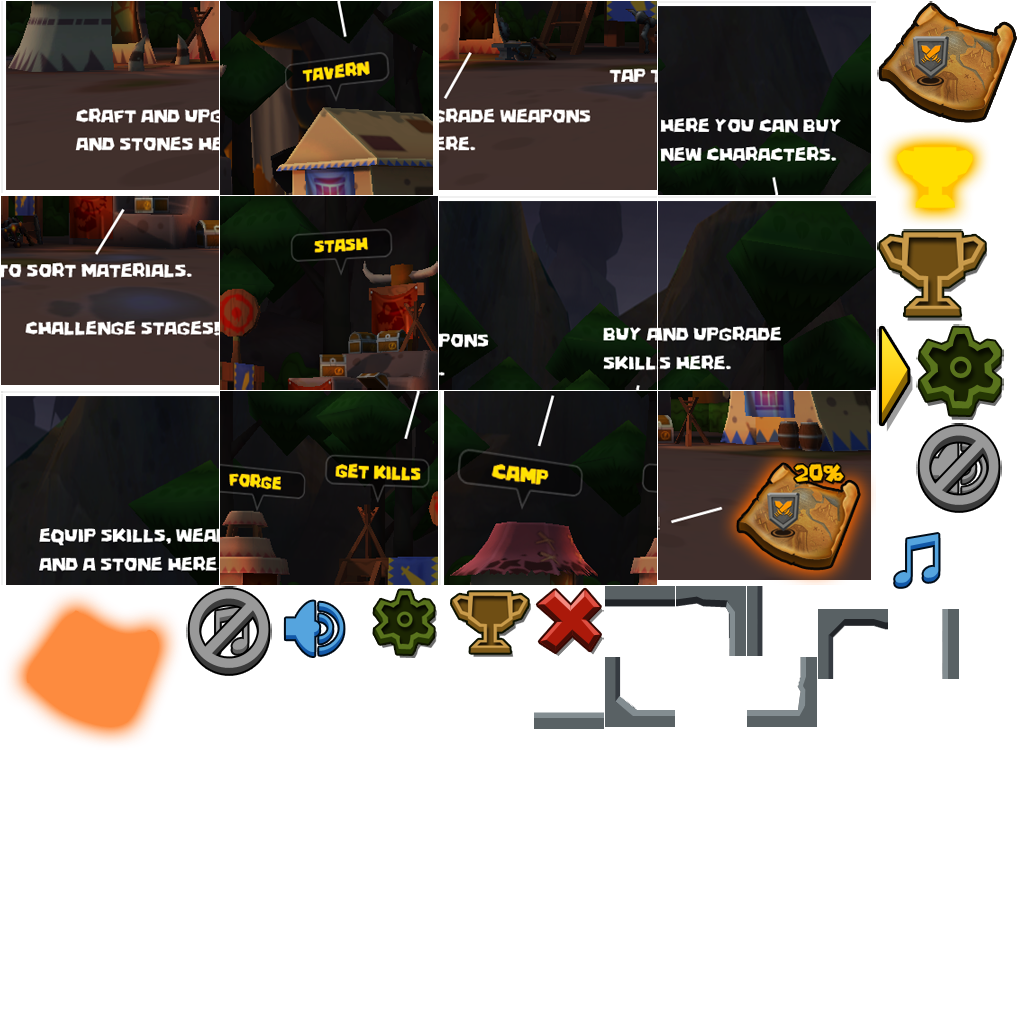 CRAFT AND UPG
AND STONES HE
TAVERN
GRADE WEAPONS
ERE.
TAP T
HERE YOU CAN BUY
NEW CHARACTERS.
TO SORT MATERIALS.
CHALLENGE STAGES!
STASH
PONS
.
BUY AND UPGRADE
SKILLS HERE.
EQUIP SKILLS, WEA
AND A STONE HERE
FORGE
GET KILLS
CAMP
20%